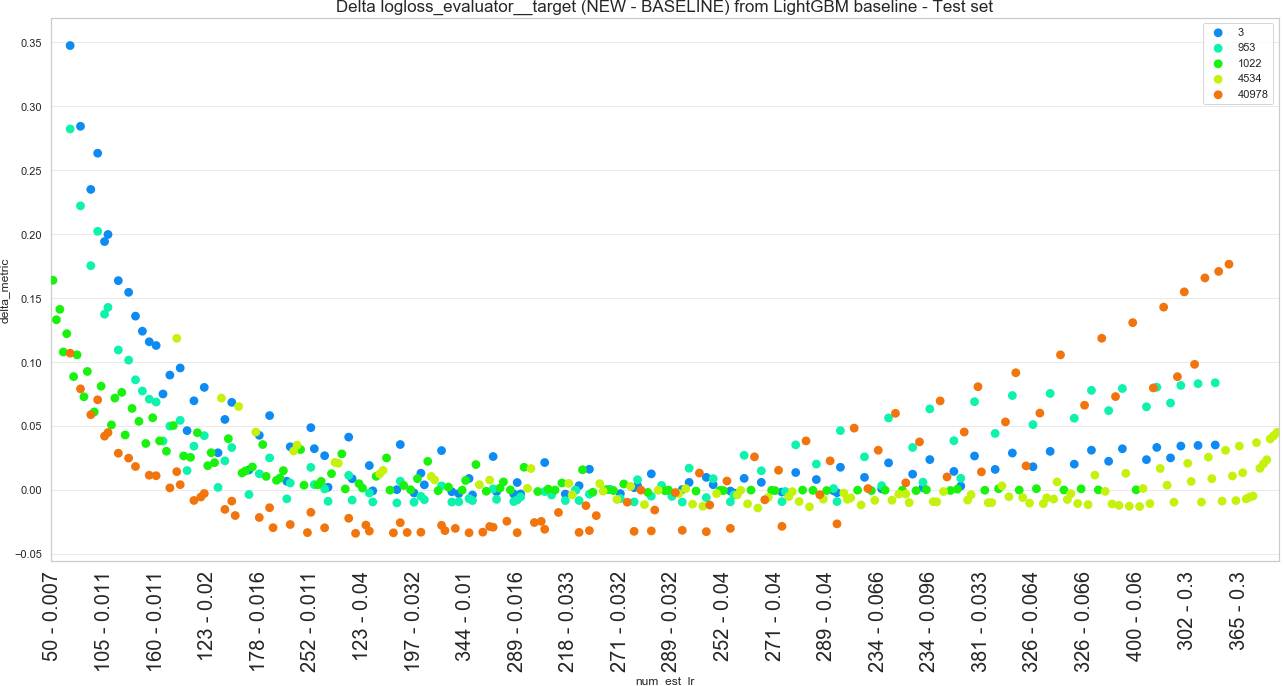 Delta logloss_evaluator__target (NEW - BASELINE) from LightGBM baseline - Test set
3
953
1022
4534
40978
delta_metric
0.35
0.30
0.25
0.20
0.15
0.10
0.05
0.00
−0.05
50 - 0.007
105 - 0.011
160 - 0.011
123 - 0.02
178 - 0.016
252 - 0.011
123 - 0.04
197 - 0.032
344 - 0.01
289 - 0.016
218 - 0.033
271 - 0.032
289 - 0.032
252 - 0.04
271 - 0.04
289 - 0.04
234 - 0.066
234 - 0.096
381 - 0.033
326 - 0.064
326 - 0.066
400 - 0.06
302 - 0.3
365 - 0.3
num_est_lr